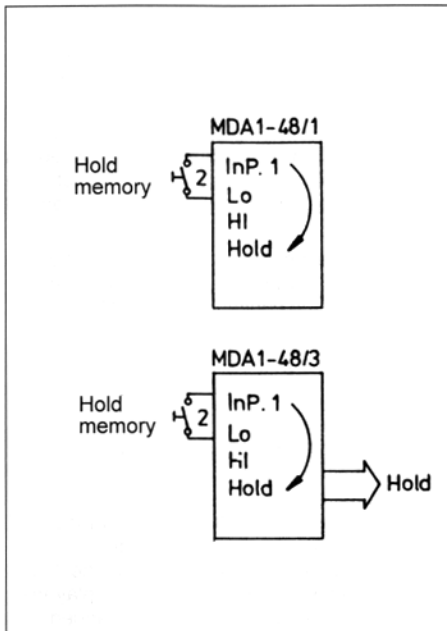 MDA1-48/1
Hold
memory
2
InP. 1
Lo
HI
Hold
MDA1-48/3
Hold
memory
2
InP. 1
Lo
HI
Hold
Hold